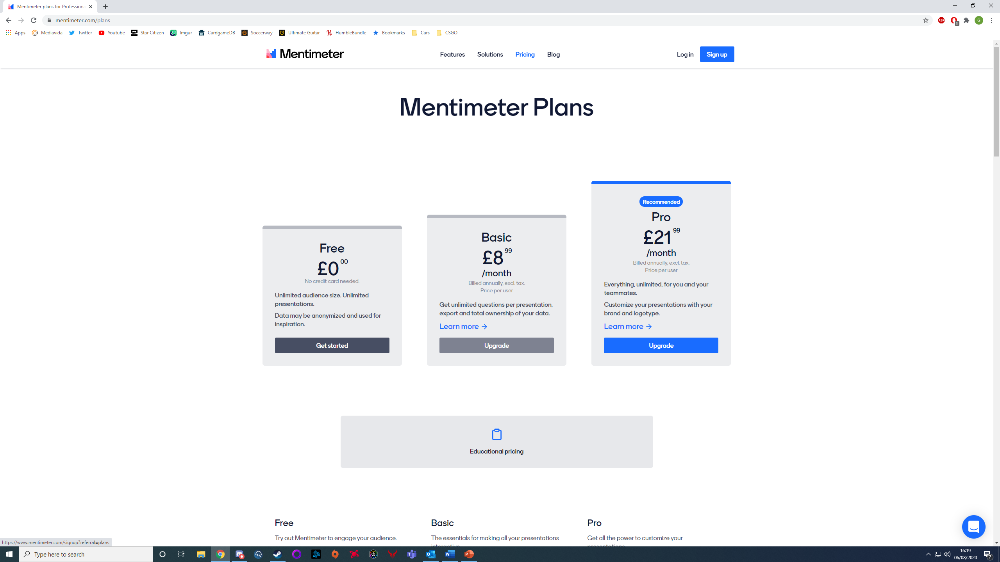 Mentimeter plans for Professiona
mentimeter.com/plans
Apps
Mediavida
Twitter
Youtube
Star Citizen
Imgur
CardgameDB
Soccerway
Ultimate Guitar
HumbleBundle
Bookmarks
Cars
CSGO
ABP
1
G
Mentimeter
Features
Solutions
Pricing
Blog
Log in
Sign up
Mentimeter Plans
Free
£0 00
No credit card needed.
Unlimited audience size. Unlimited
presentations.
Data may be anonymized and used for
inspiration.
Get started
Basic
£8 99
/month
Billed annually, excl. tax.
Price per user
Get unlimited questions per presentation,
export and total ownership of your data.
Learn more →
Upgrade
Recommended
Pro
£21 99
/month
Billed annually, excl. tax.
Price per user
Everything, unlimited, for you and your
teammates.
Customize your presentations with your
brand and logotype.
Learn more →
Upgrade
Educational pricing
Free
Try out Mentimeter to engage your audience.
Basic
The essentials for making all your presentations
interactive.
Pro
Get all the power to customize your
presentations.
https://www.mentimeter.com/signup?referral=plans
Type here to search
16:19
06/08/2020
7